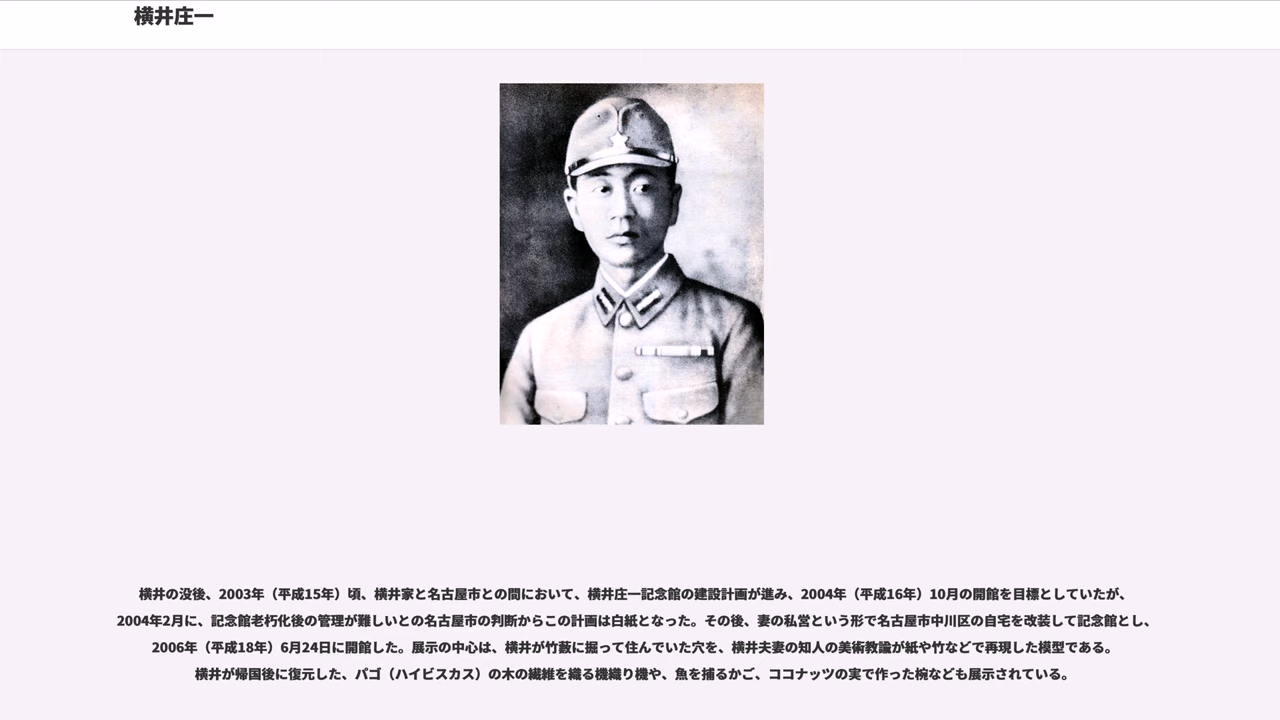 横井庄一
横井の没後、2003年（平成15年）頃、横井家と名古屋市との間において、横井庄一記念館の建設計画が進み、2004年（平成16年）10月の開館を目標としていたが、
2004年2月に、記念館老朽化後の管理が難しいとの名古屋市の判断からこの計画は白紙となった。その後、妻の私営という形で名古屋市中川区の自宅を改装して記念館とし、
2006年（平成18年）6月24日に開館した。展示の中心は、横井が竹藪に掘って住んでいた穴を、横井夫妻の知人の美術教諭が紙や竹などで再現した模型である。
横井が帰国後に復元した、パゴ（ハイビスカス）の木の繊維を織る機織り機や、魚を捕るかご、ココナッツの実で作った椀なども展示されている。